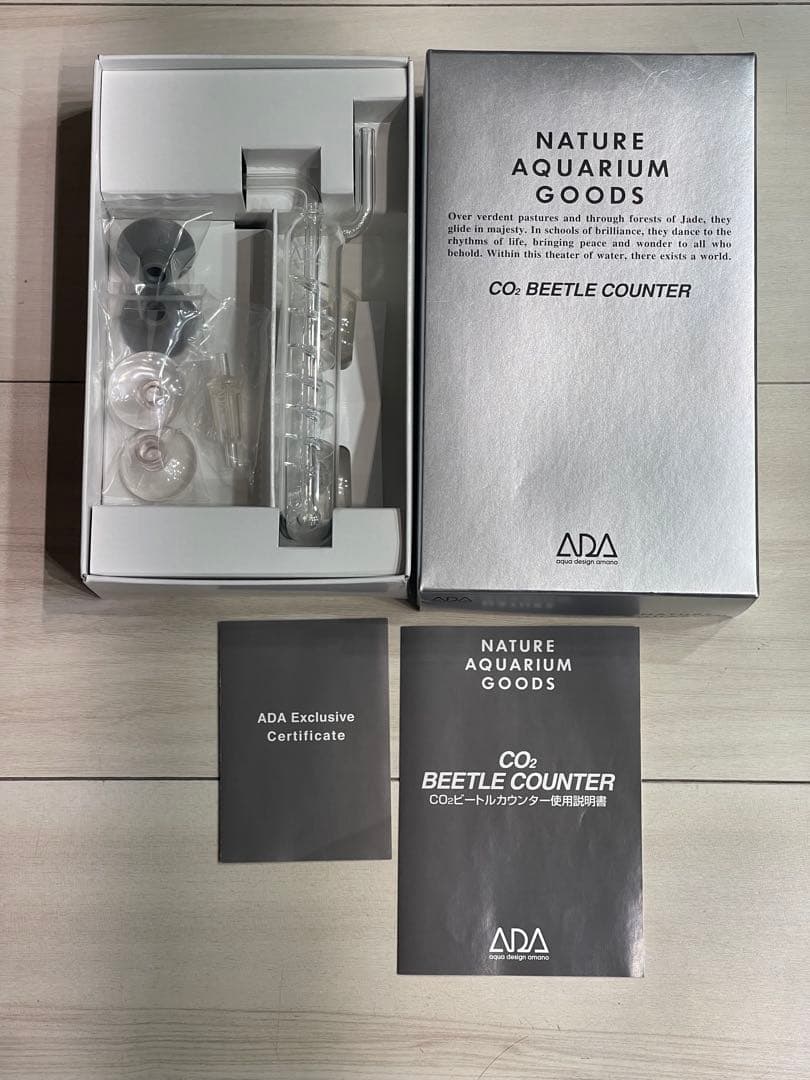 NATURE
AQUARIUM
GOODS
Over verdent pastures and through forests of Jade, they
glide in majesty. In schools of brilliance, they dance to the
rhythms of life, bringing peace and wonder to all who
behold. Within this theater of water, there exists a world.
CO₂ BEETLE COUNTER
ADA
aqua design amano
ADA
ADA Exclusive
Certificate
NATURE
AQUARIUM
GOODS
CO₂
BEETLE COUNTER
CO₂ビートルカウンター使用説明書
ADA
aqua design amano